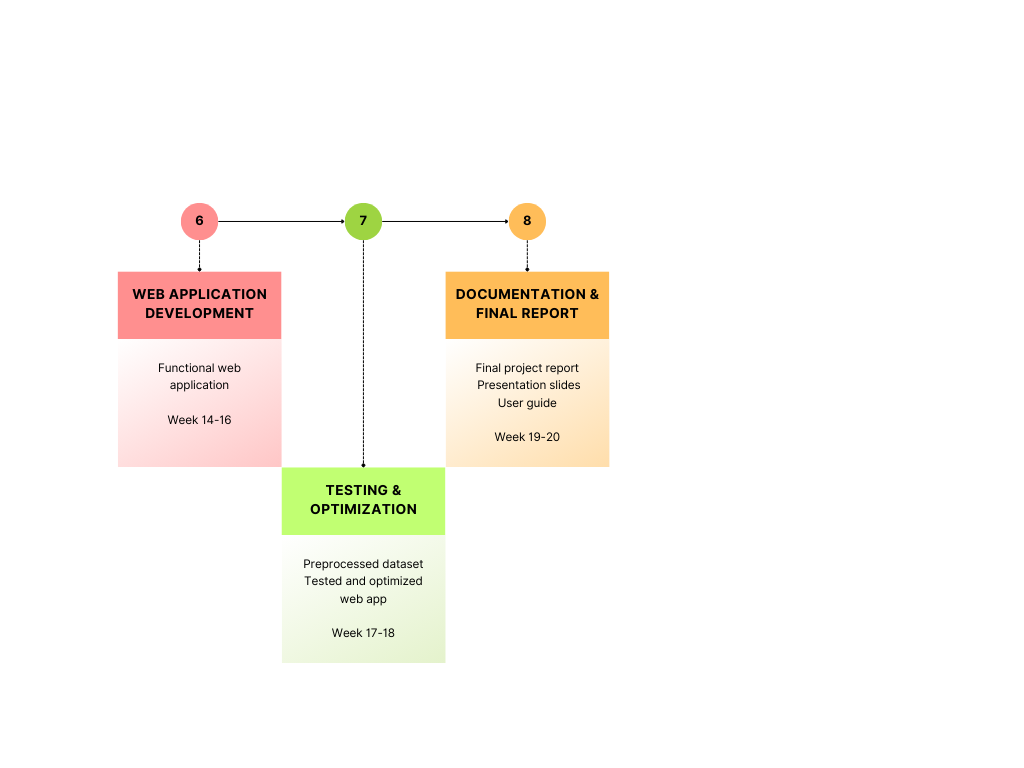 6
7
8
WEB APPLICATION
DEVELOPMENT
Functional web
application
Week 14-16
TESTING &
OPTIMIZATION
Preprocessed dataset
Tested and optimized
web app
Week 17-18
DOCUMENTATION &
FINAL REPORT
Final project report
Presentation slides
User guide
Week 19-20